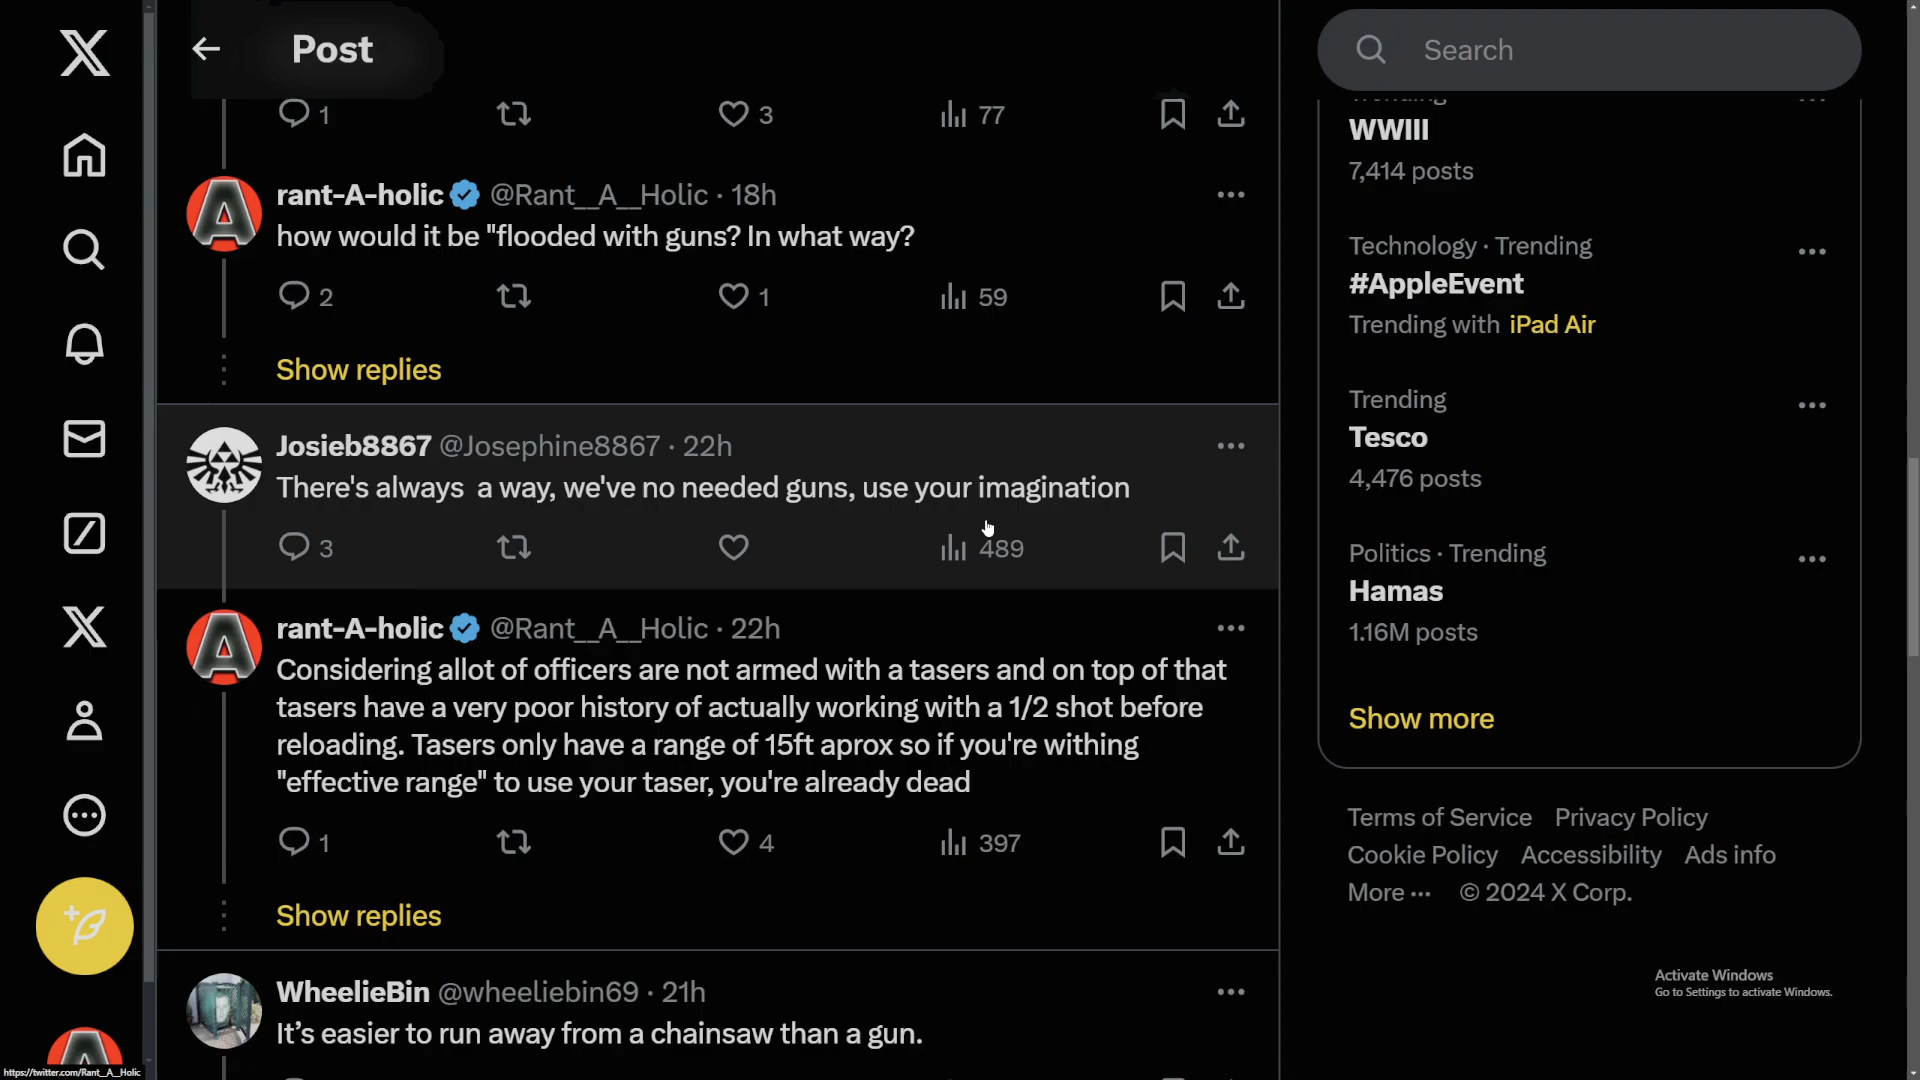 Post
Search
1
3
77
rant-A-holic @Rant__A__Holic · 18h
how would it be "flooded with guns? In what way?
2
1
59
Show replies
Josieb8867 @Josephine8867 · 22h
There's always a way, we've no needed guns, use your imagination
3
489
rant-A-holic @Rant__A__Holic · 22h
Considering allot of officers are not armed with a tasers and on top of that
tasers have a very poor history of actually working with a 1/2 shot before
reloading. Tasers only have a range of 15ft aprox so if you're withing
"effective range" to use your taser, you're already dead
1
4
397
Show replies
WheelieBin @wheeliebin69 · 21h
It's easier to run away from a chainsaw than a gun.
Trending
WWIII
7,414 posts
Technology · Trending
#AppleEvent
Trending with iPad Air
Trending
Tesco
4,476 posts
Politics · Trending
Hamas
1.16M posts
Show more
Terms of Service Privacy Policy
Cookie Policy Accessibility Ads info
More ··· © 2024 X Corp.
Activate Windows
Go to Settings to activate Windows.
https://twitter.com/Rant__A__Holic